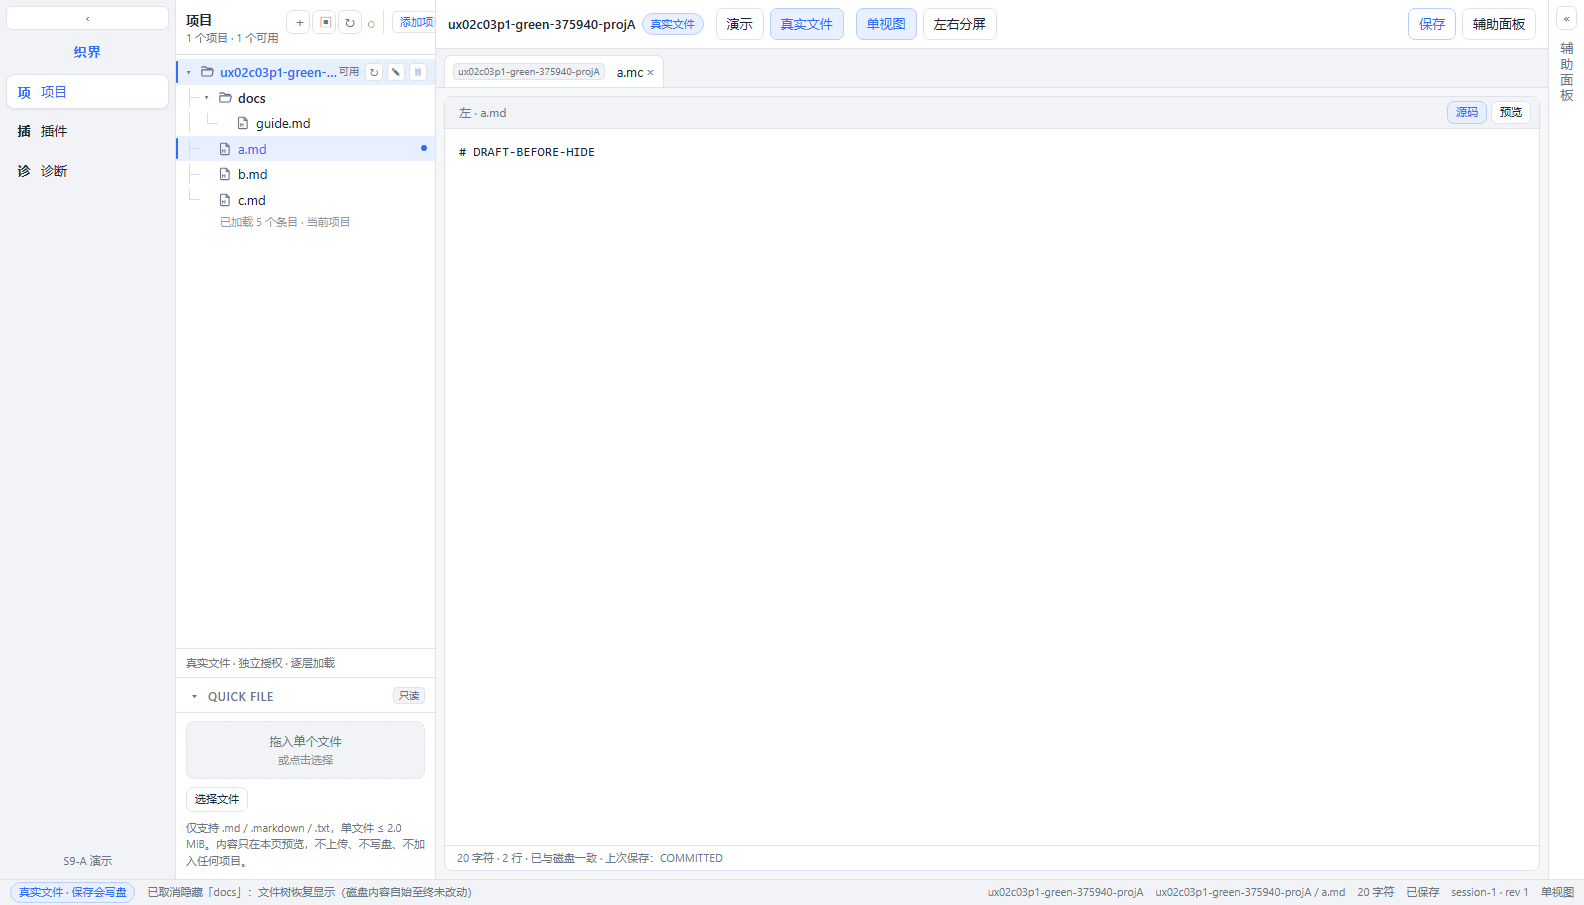 ‹
织界
项 项目
插 插件
诊 诊断
S9-A 演示
项目
1 个项目 · 1 个可用
+ ↻ ○ 添加项
ux02c03p1-green-... 可用 ↻
docs
guide.md
a.md
b.md
c.md
已加载 5 个条目 · 当前项目
真实文件 · 独立授权 · 逐层加载
QUICK FILE 只读
拖入单个文件
或点击选择
选择文件
仅支持 .md / .markdown / .txt，单文件 ≤ 2.0
MiB。内容只在本页预览，不上传、不写盘、不加
入任何项目。
ux02c03p1-green-375940-projA 真实文件 演示 真实文件 单视图 左右分屏 保存 辅助面板
ux02c03p1-green-375940-projA a.md ×
左 · a.md 源码 预览
# DRAFT-BEFORE-HIDE
20 字符 · 2 行 · 已与磁盘一致 · 上次保存：COMMITTED
«
辅助面板
真实文件 · 保存会写盘 已取消隐藏「docs」：文件树恢复显示（磁盘内容自始至终未改动） ux02c03p1-green-375940-projA ux02c03p1-green-375940-projA / a.md 20 字符 已保存 session-1 · rev 1 单视图